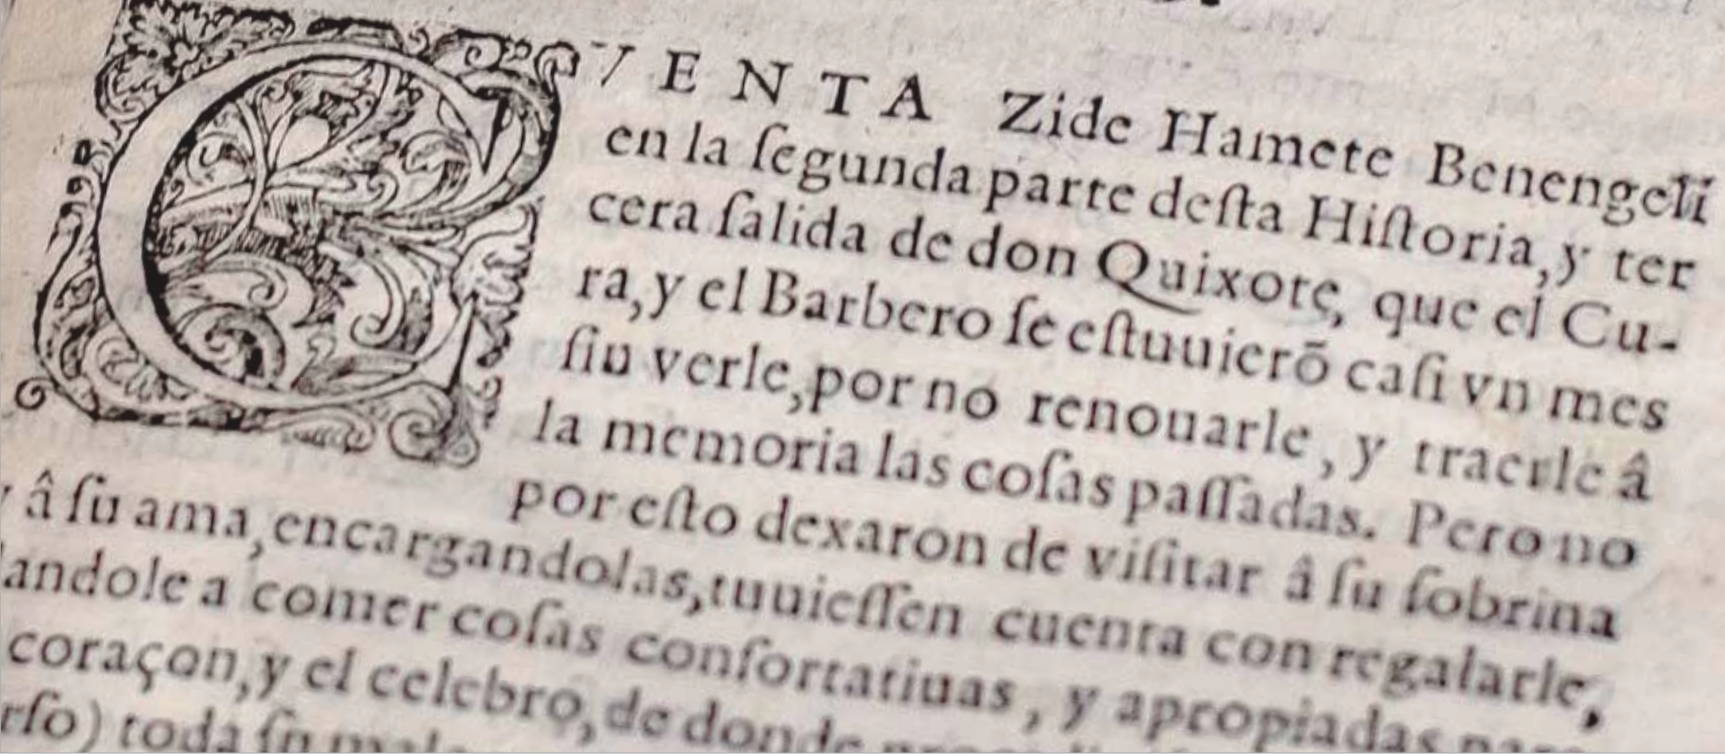 CVENTA Zide Hamete Benengeli
en la ſegunda parte deſta Hiſtoria, y ter
cera ſalida de don Quixote, que el Cu-
ra, y el Barbero ſe eſtuuierõ caſi vn mes
ſin verle, por no renouarle, y traerle â
la memoria las coſas paſſadas. Pero no
por eſto dexaron de viſitar â ſu ſobrina
y â ſu ama, encargandolas, tuuieſſen cuenta con regalarle,
andole a comer coſas confortatiuas, y apropiadas
coraçon, y el celebro, de donde
rſo) toda ſu